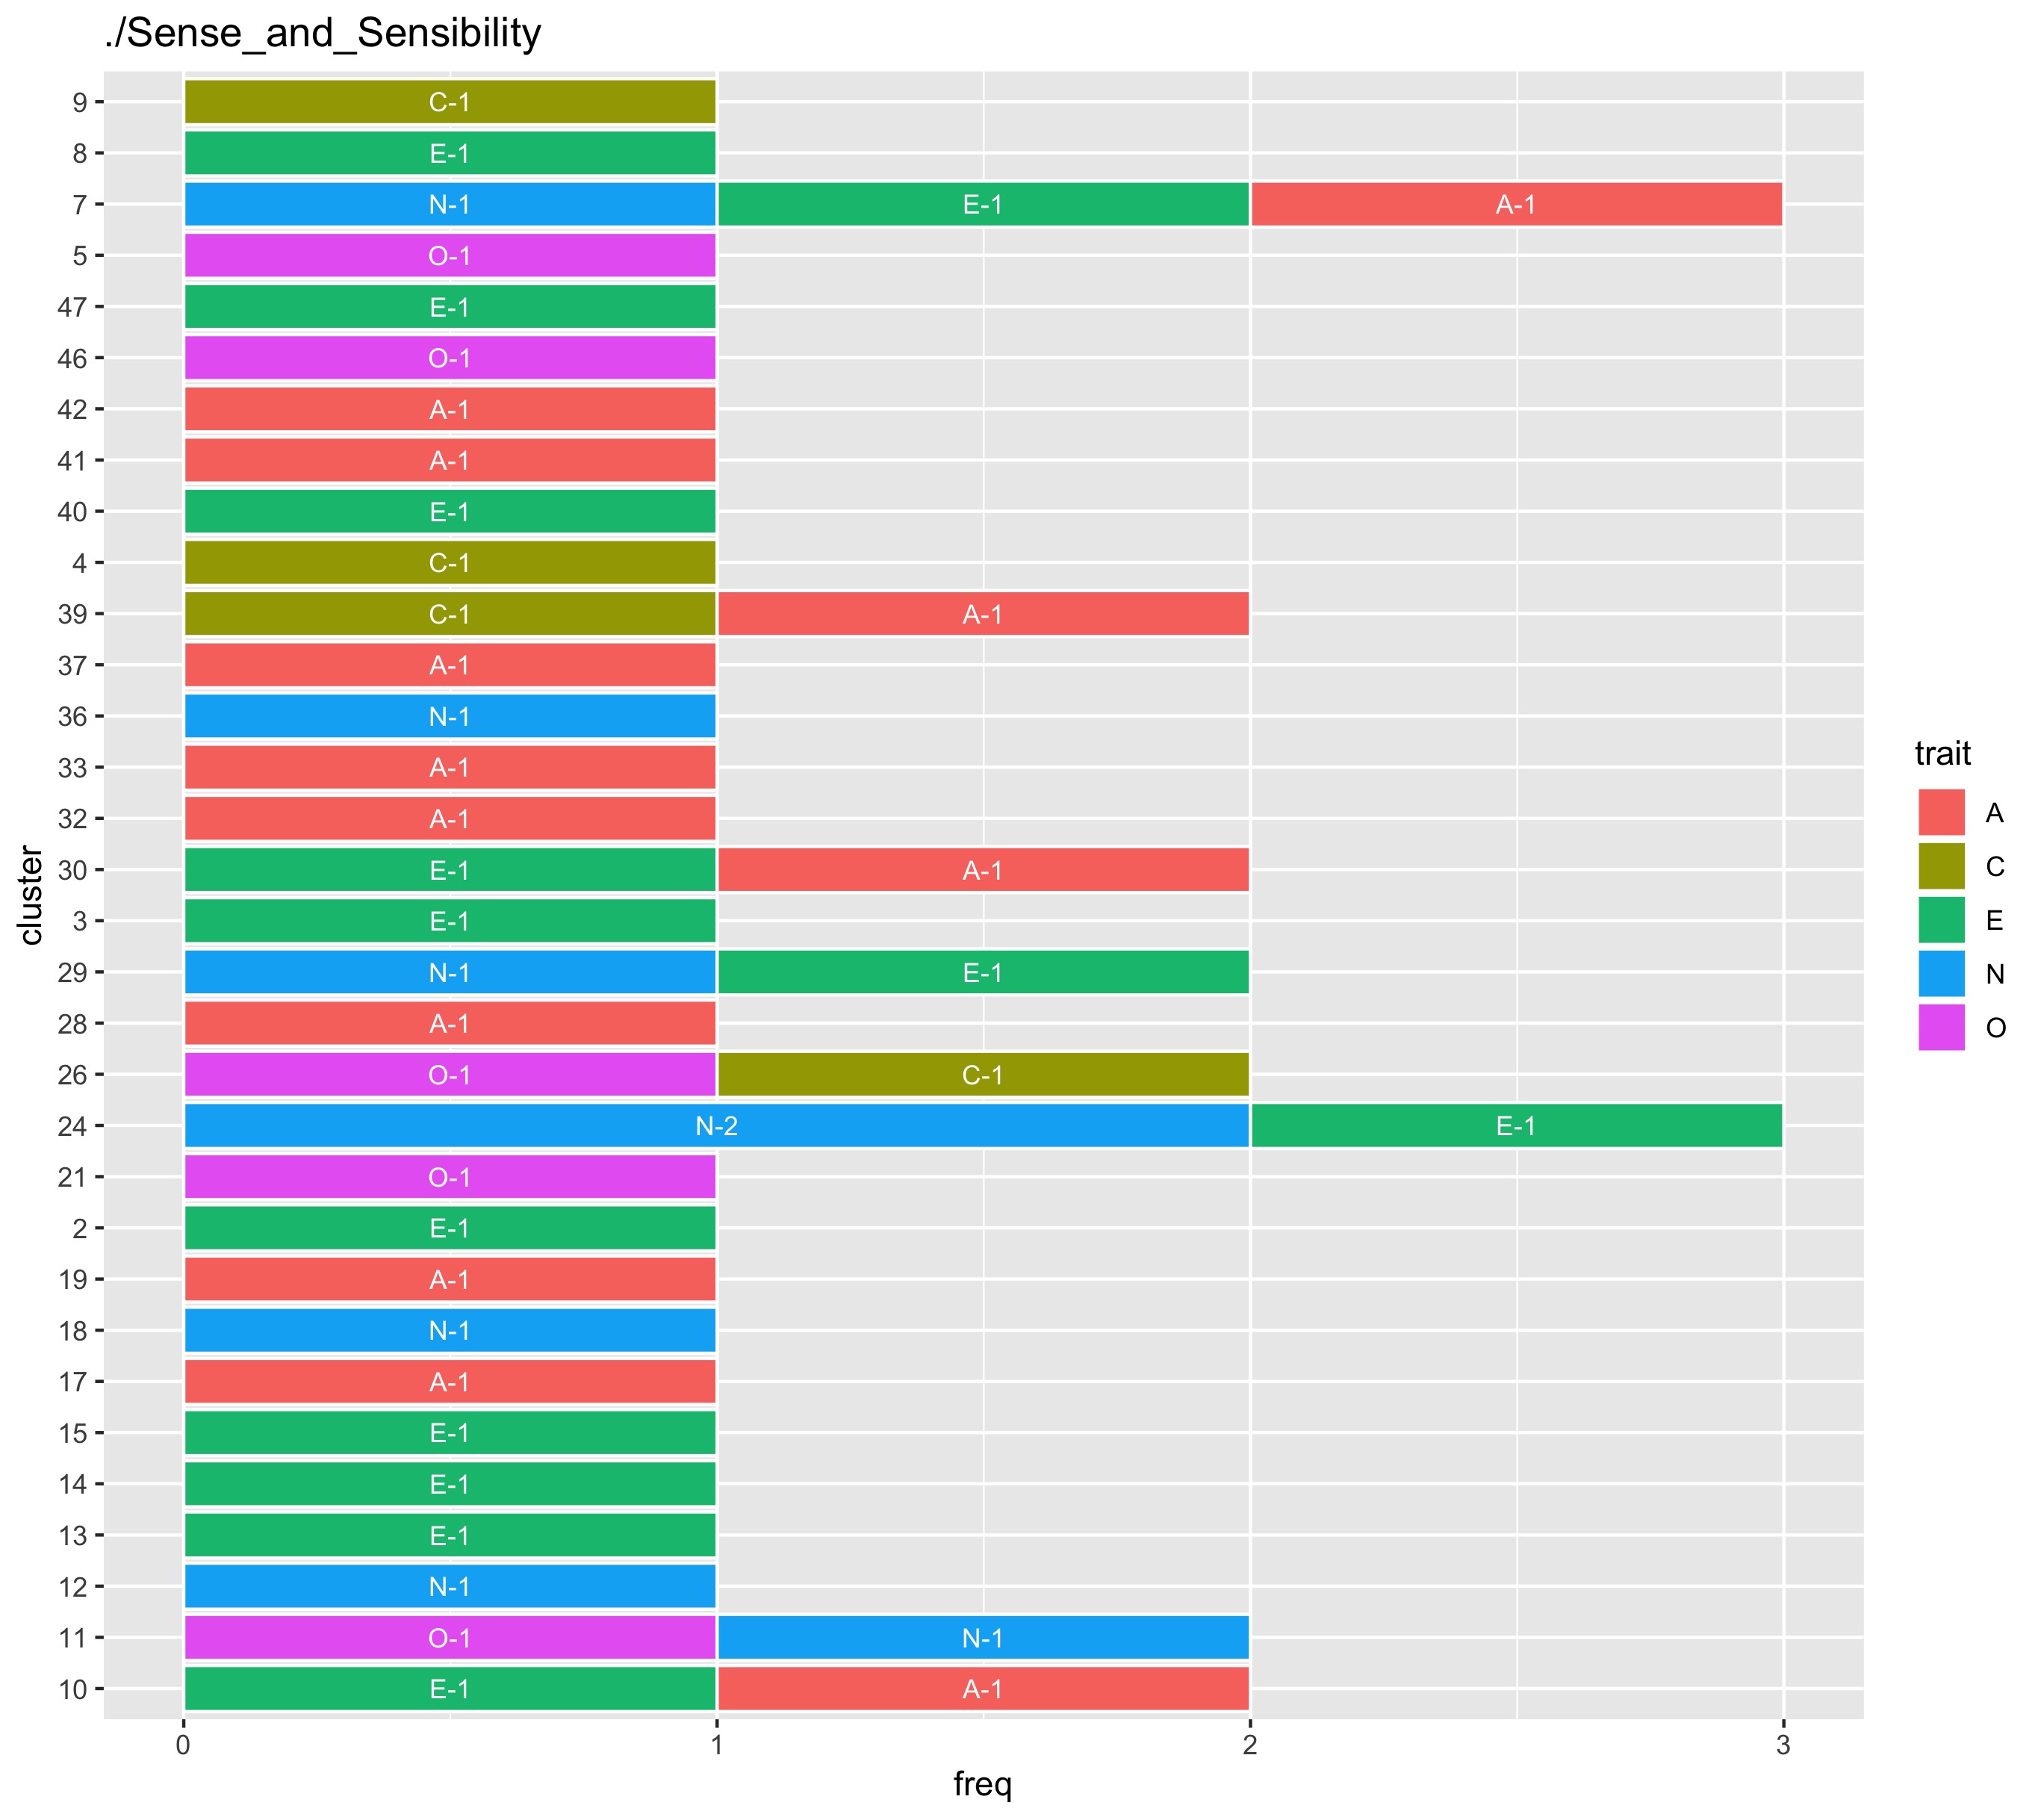 ./Sense_and_Sensibility
9 C-1
8 E-1
7 N-1 E-1 A-1
5 O-1
47 E-1
46 O-1
42 A-1
41 A-1
40 E-1
4 C-1
39 C-1 A-1
37 A-1
36 N-1
33 A-1
32 A-1
30 E-1 A-1
3 E-1
29 N-1 E-1
28 A-1
26 O-1 C-1
24 N-2 E-1
21 O-1
2 E-1
19 A-1
18 N-1
17 A-1
15 E-1
14 E-1
13 E-1
12 N-1
11 O-1 N-1
10 E-1 A-1
0 1 2 3
freq
cluster
trait
A
C
E
N
O